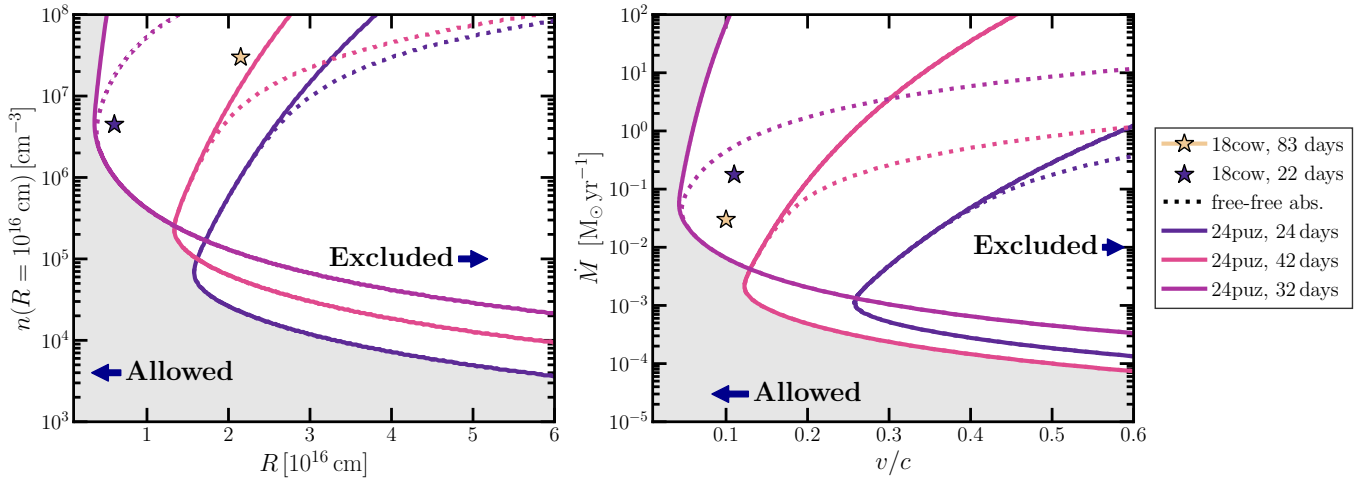 10^8
10^7
10^6
10^5
10^4
10^3
n(R = 10^16 cm) [cm^−3]
Excluded
Allowed
1 2 3 4 5 6
R [10^16 cm]
10^2
10^1
10^0
10^−1
10^−2
10^−3
10^−4
10^−5
Ṁ [M⊙ yr^−1]
Excluded
Allowed
0.1 0.2 0.3 0.4 0.5 0.6
v/c
18cow, 83 days
18cow, 22 days
free-free abs.
24puz, 24 days
24puz, 42 days
24puz, 32 days